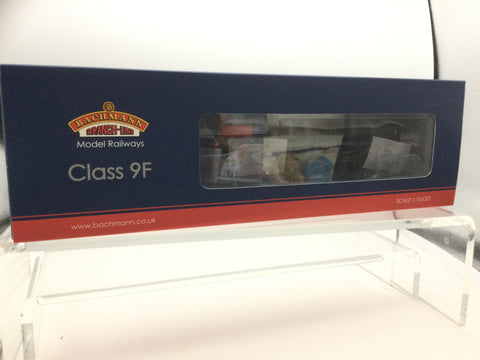 BACHMANN
BRANCH-LINE
Model Railways
Class 9F
SCALE 1:76/OO
www.bachmann.co.uk